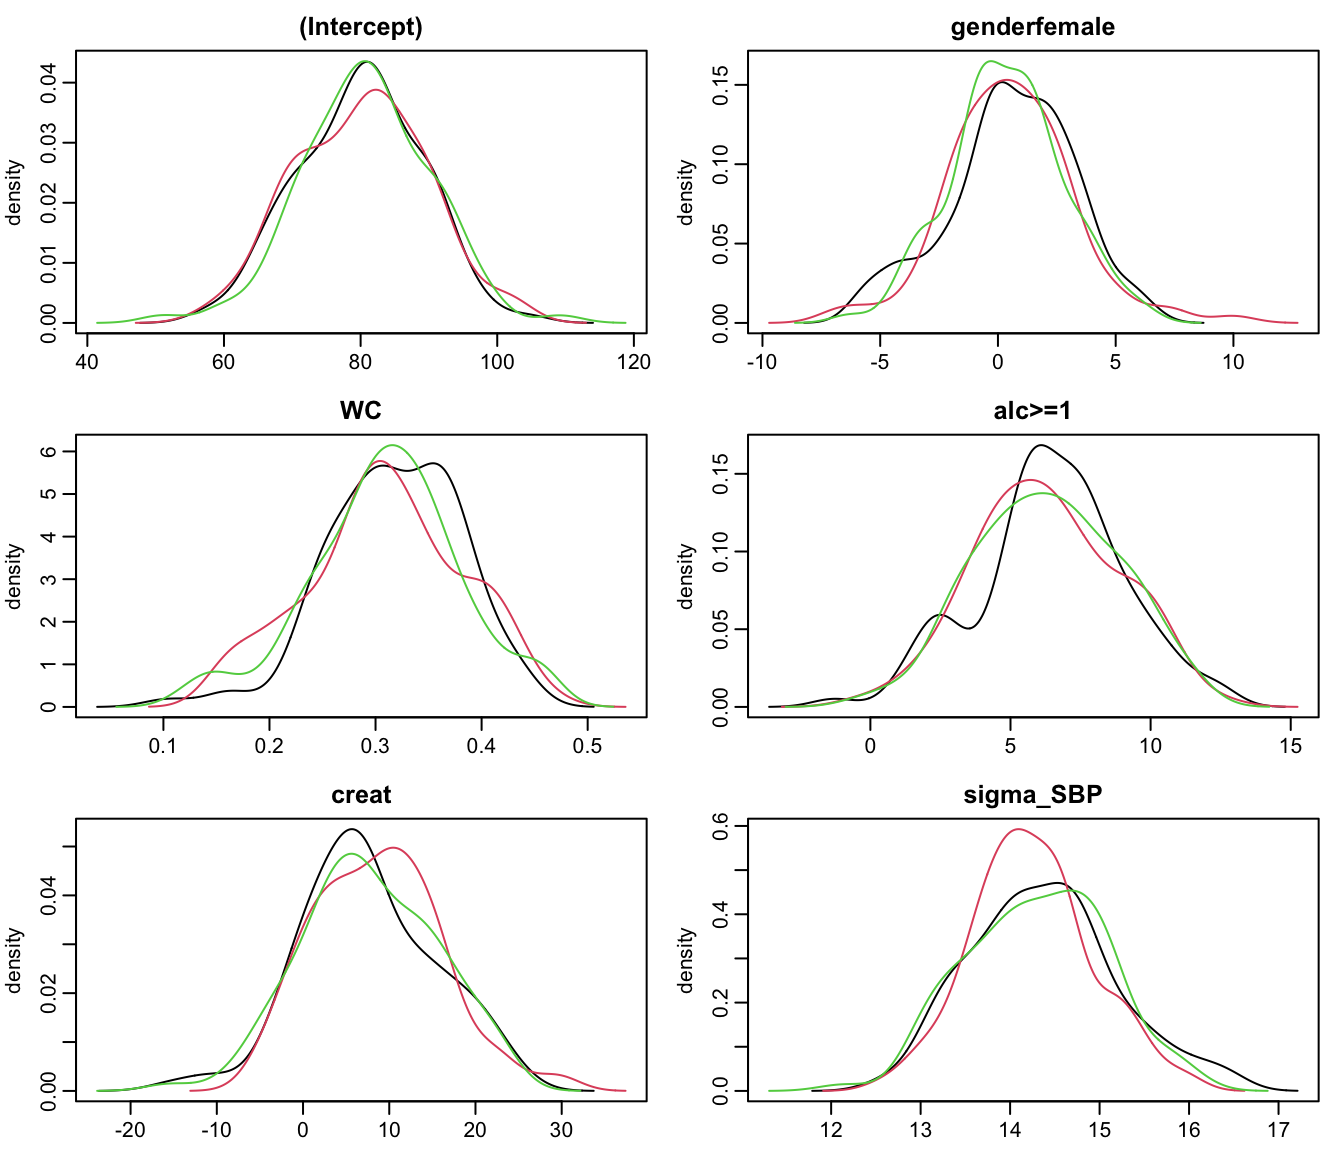 (Intercept)
density
0.00 0.01 0.02 0.03 0.04
40 60 80 100 120
genderfemale
density
0.00 0.05 0.10 0.15
-10 -5 0 5 10
WC
density
0 1 2 3 4 5 6
0.1 0.2 0.3 0.4 0.5
alc>=1
density
0.00 0.05 0.10 0.15
0 5 10 15
creat
density
0.00 0.02 0.04
-20 -10 0 10 20 30
sigma_SBP
density
0.0 0.2 0.4 0.6
12 13 14 15 16 17